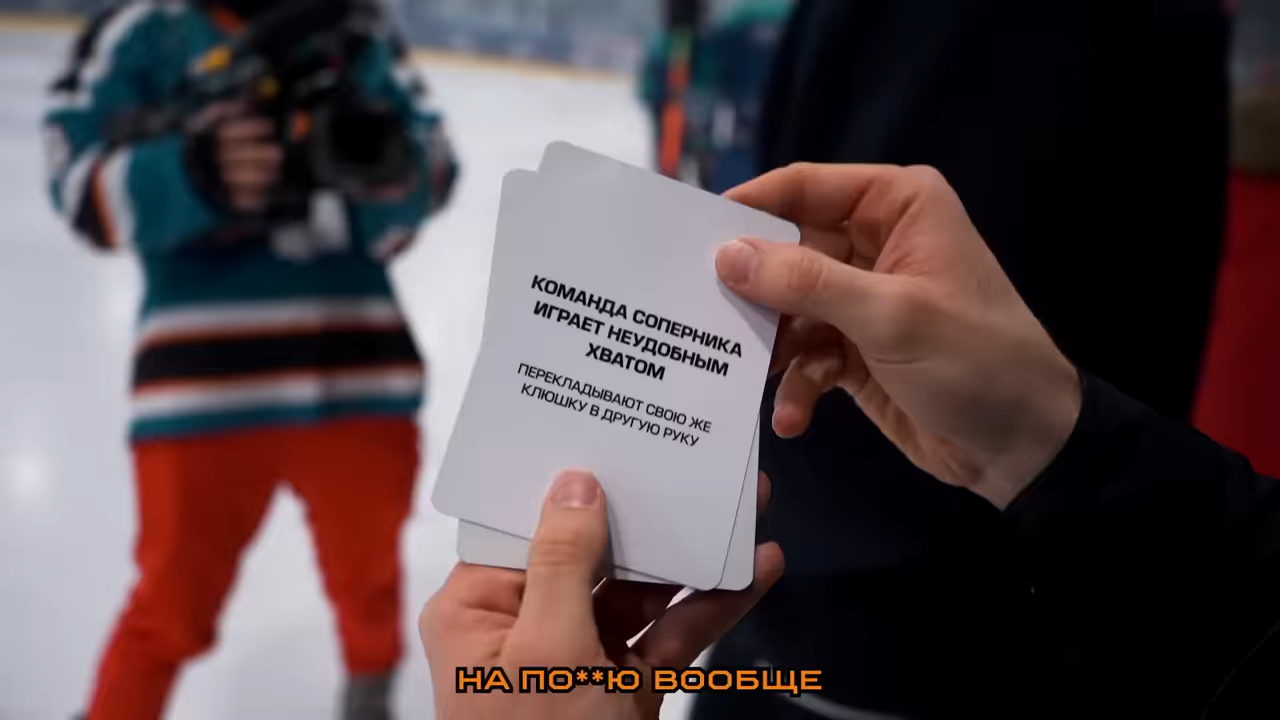 КОМАНДА СОПЕРНИКА
ИГРАЕТ НЕУДОБНЫМ
ХВАТОМ
ПЕРЕКЛАДЫВАЮТ СВОЮ ЖЕ
КЛЮШКУ В ДРУГУЮ РУКУ
НА ПО**Ю ВООБЩЕ